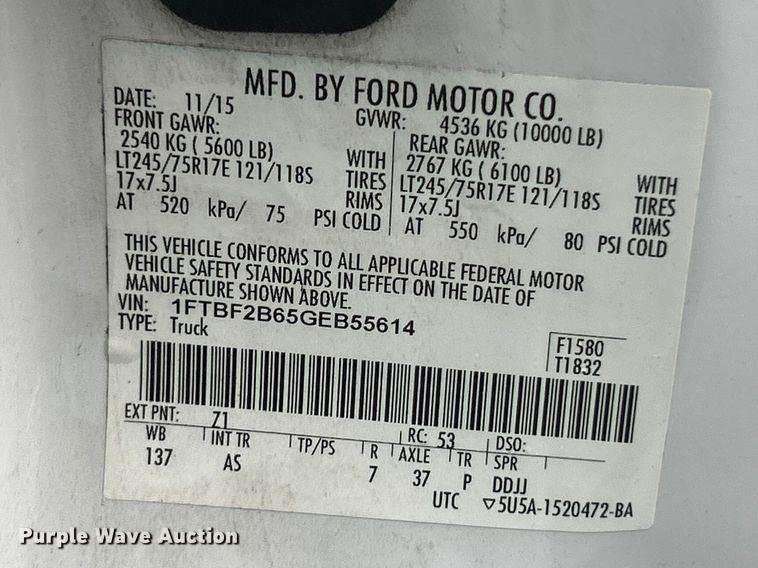 MFD. BY FORD MOTOR CO.
DATE: 11/15 GVWR: 4536 KG (10000 LB)
FRONT GAWR: REAR GAWR:
2540 KG ( 5600 LB) WITH 2767 KG ( 6100 LB) WITH
LT245/75R17E 121/118S TIRES LT245/75R17E 121/118S TIRES
17x7.5J RIMS 17x7.5J RIMS
AT 520 kPa/ 75 PSI COLD AT 550 kPa/ 80 PSI COLD
THIS VEHICLE CONFORMS TO ALL APPLICABLE FEDERAL MOTOR
VEHICLE SAFETY STANDARDS IN EFFECT ON THE DATE OF
MANUFACTURE SHOWN ABOVE.
VIN: 1FTBF2B65GEB55614
TYPE: Truck
F1580
T1832
EXT PNT: Z1 RC: 53 DSO:
WB INT TR TP/PS R AXLE TR SPR
137 AS 7 37 P DDJJ
UTC ▽5U5A-1520472-BA
Purple Wave Auction